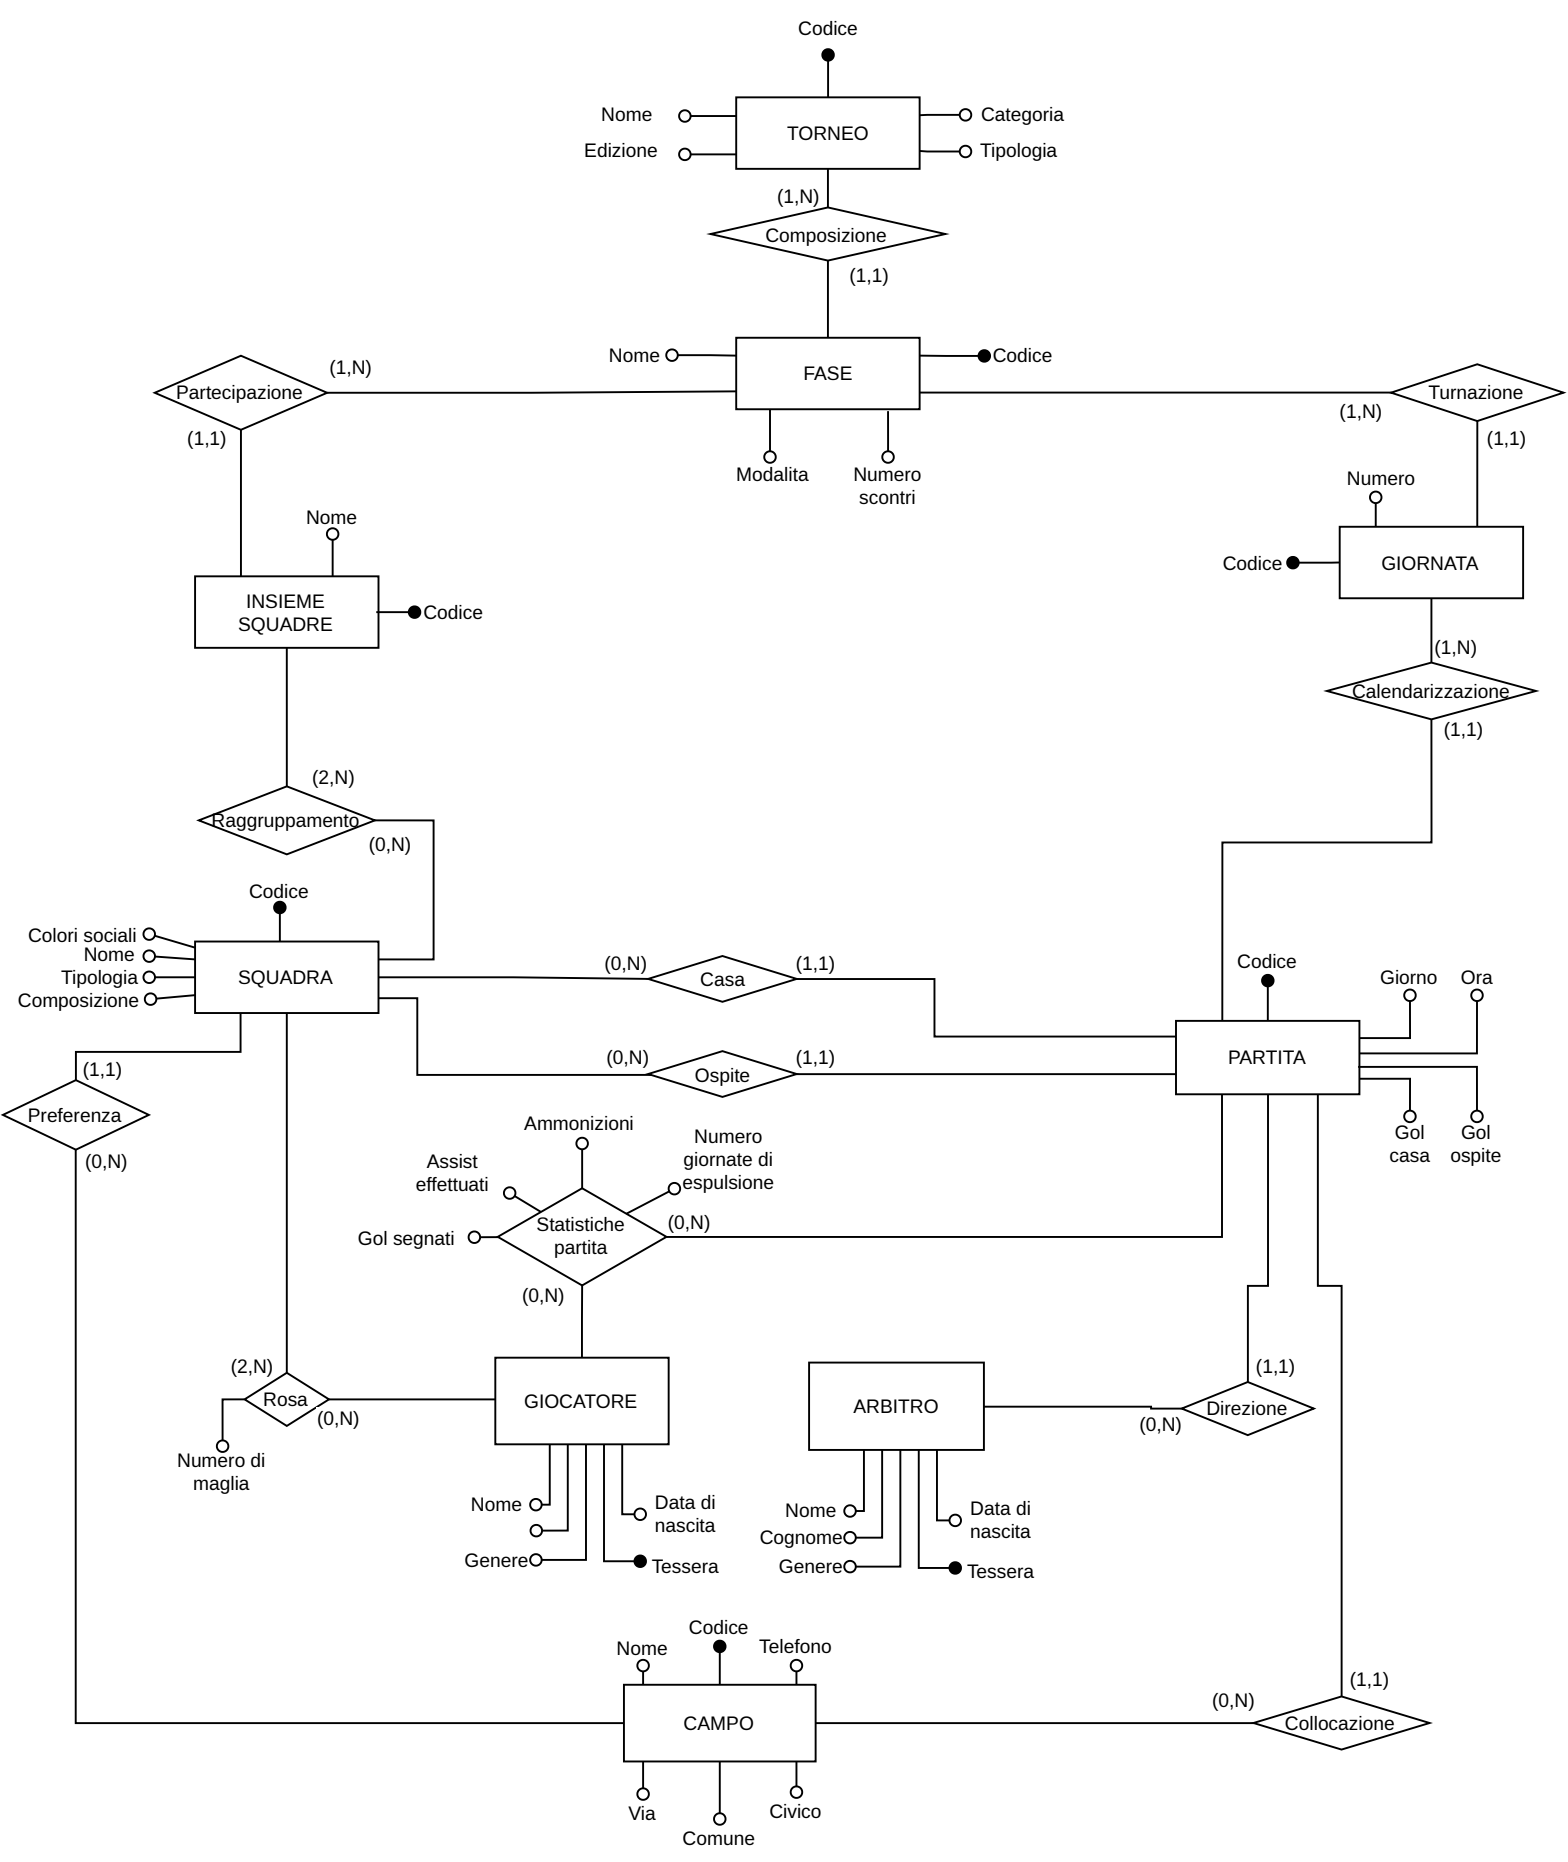 Codice
Nome
Categoria
TORNEO
Edizione
Tipologia
(1,N)
Composizione
(1,1)
Nome
Codice
FASE
(1,N)
Partecipazione
(1,1)
Turnazione
(1,N)
(1,1)
Modalita
Numero
scontri
Numero
Nome
Codice
GIORNATA
INSIEME
SQUADRE
Codice
(1,N)
Calendarizzazione
(1,1)
(2,N)
Raggruppamento
(0,N)
Codice
Colori sociali
Nome
Tipologia
Composizione
SQUADRA
(0,N)
Casa
(1,1)
Codice
Giorno
Ora
PARTITA
(0,N)
Ospite
(1,1)
(1,1)
Preferenza
(0,N)
Gol
casa
Gol
ospite
Ammonizioni
Numero
giornate di
espulsione
Assist
effettuati
Statistiche
partita
(0,N)
Gol segnati
(0,N)
(2,N)
Rosa
(0,N)
Numero di
maglia
GIOCATORE
ARBITRO
(1,1)
Direzione
(0,N)
Nome
Data di
nascita
Genere
Tessera
Nome
Cognome
Genere
Data di
nascita
Tessera
Codice
Nome
Telefono
CAMPO
(0,N)
(1,1)
Collocazione
Via
Civico
Comune